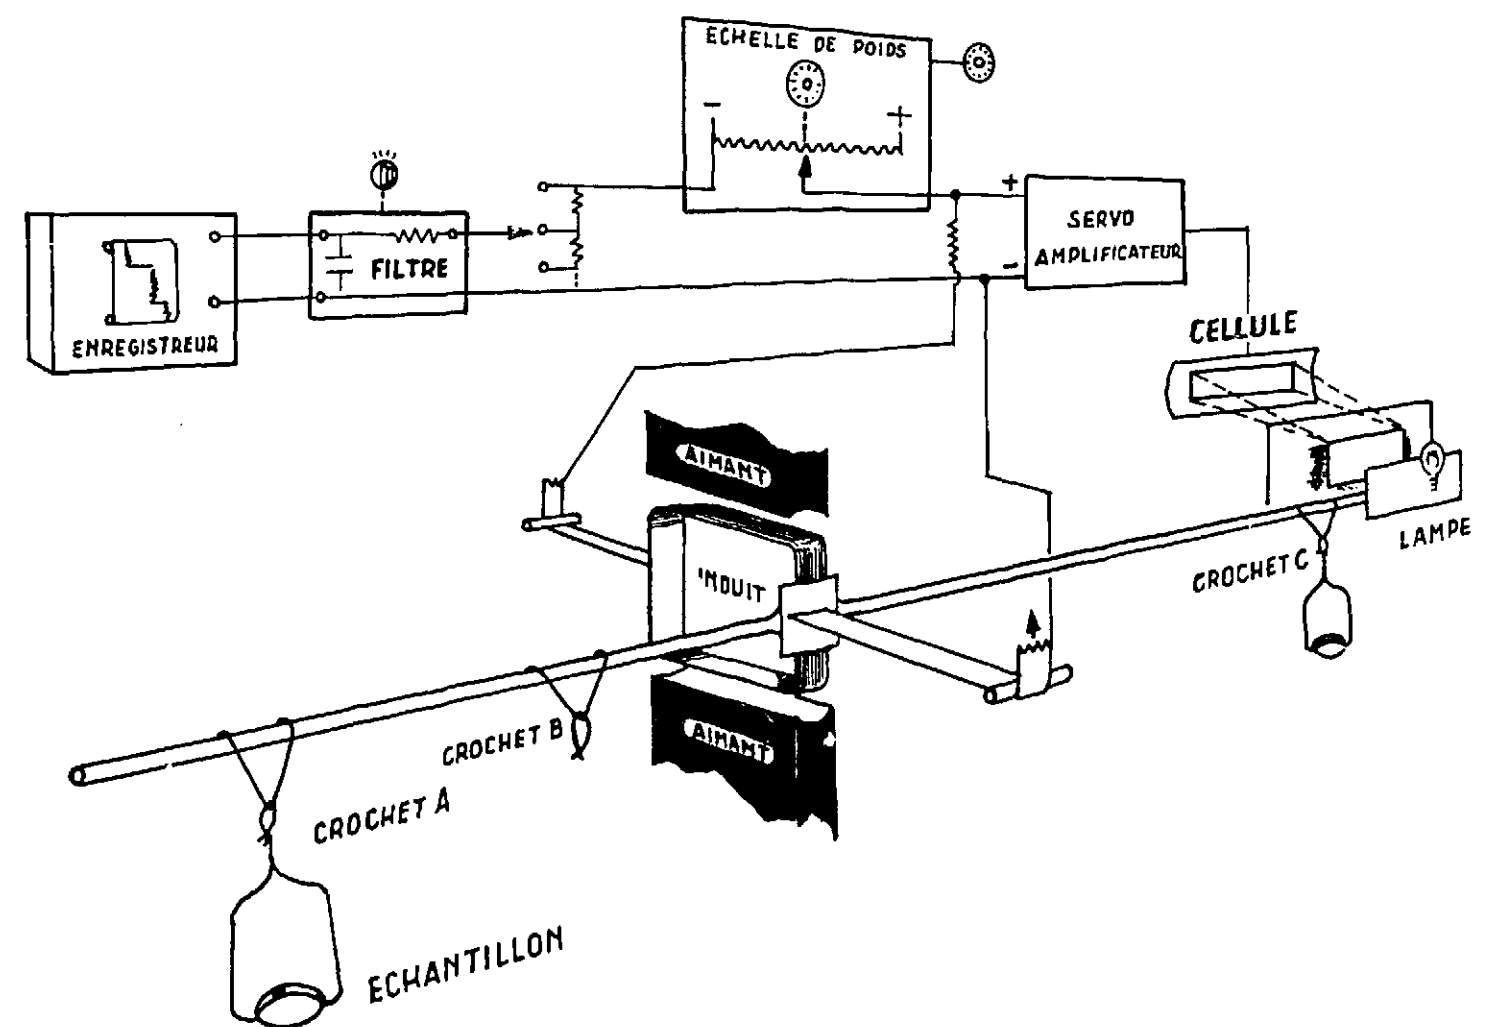 ECHELLE DE POIDS
- +
ENREGISTREUR
FILTRE
+
-
SERVO
AMPLIFICATEUR
CELLULE
LAMPE
AIMANT
INDUIT
AIMANT
CROCHET C
CROCHET B
CROCHET A
ECHANTILLON